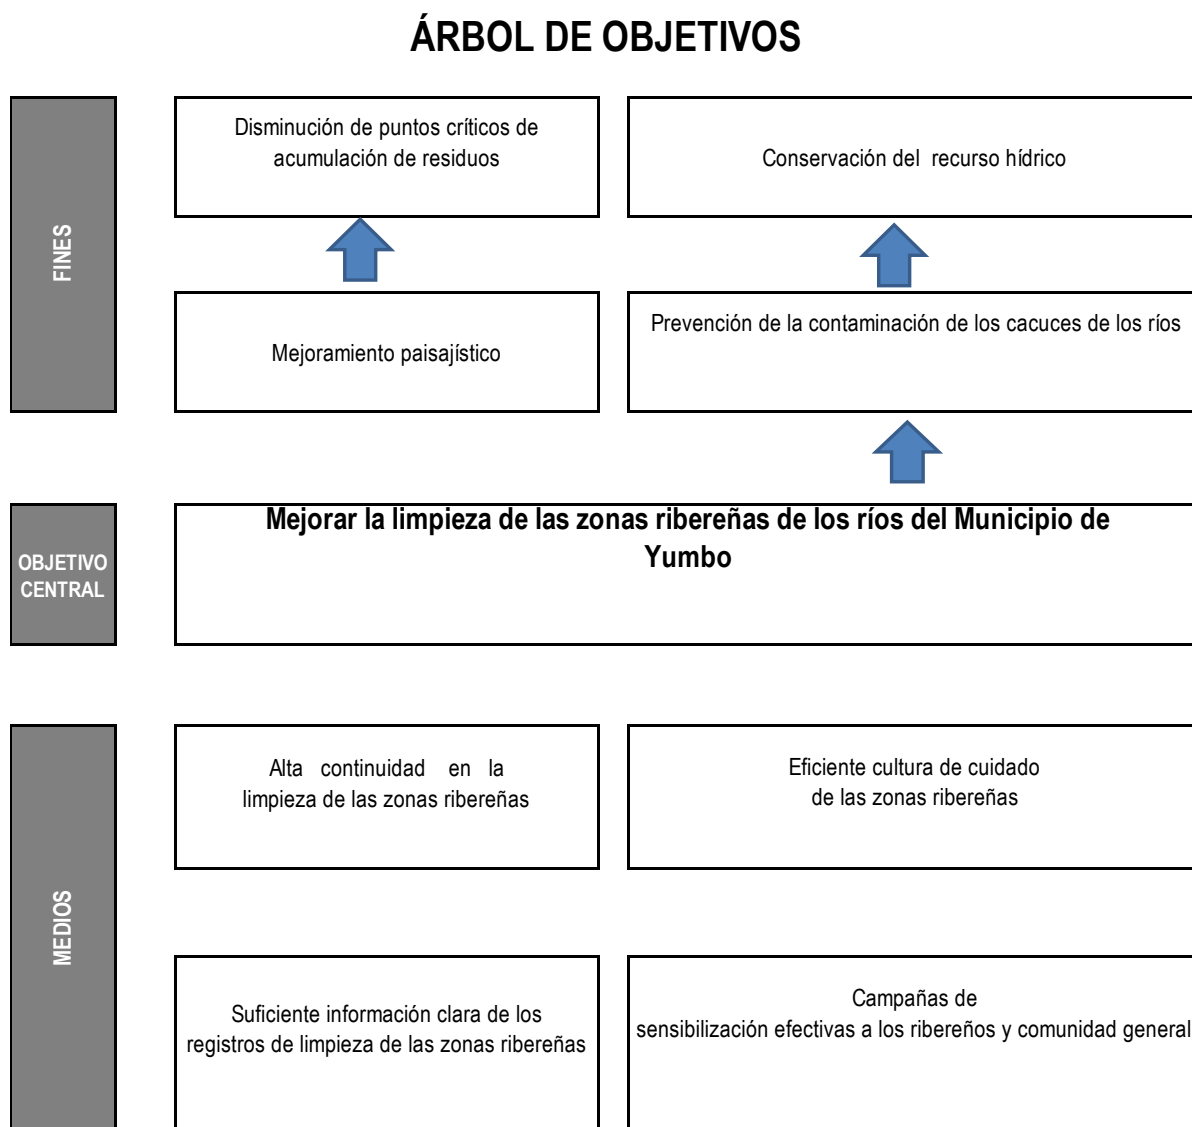 ÁRBOL DE OBJETIVOS
FINES
Disminución de puntos críticos de
acumulación de residuos
Conservación del recurso hídrico
Mejoramiento paisajístico
Prevención de la contaminación de los cacuces de los ríos
OBJETIVO
CENTRAL
Mejorar la limpieza de las zonas ribereñas de los ríos del Municipio de
Yumbo
MEDIOS
Alta continuidad en la
limpieza de las zonas ribereñas
Eficiente cultura de cuidado
de las zonas ribereñas
Suficiente información clara de los
registros de limpieza de las zonas ribereñas
Campañas de
sensibilización efectivas a los ribereños y comunidad general